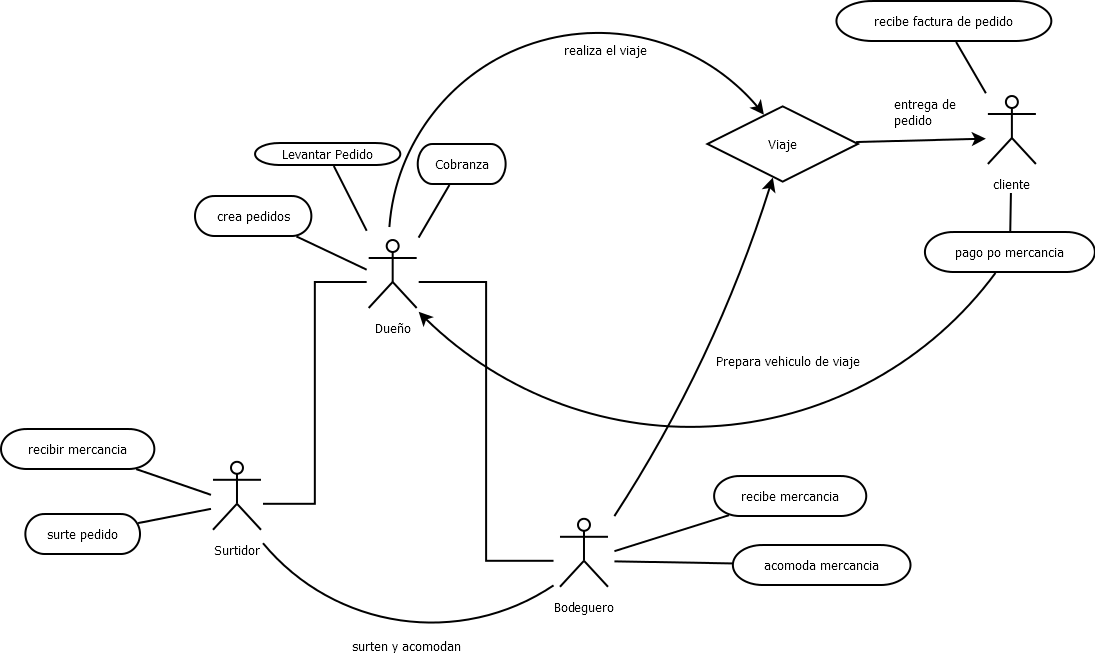 recibe factura de pedido
realiza el viaje
entrega de
pedido
Viaje
Levantar Pedido
Cobranza
cliente
crea pedidos
pago po mercancia
Dueño
Prepara vehiculo de viaje
recibir mercancia
recibe mercancia
surte pedido
Surtidor
acomoda mercancia
Bodeguero
surten y acomodan